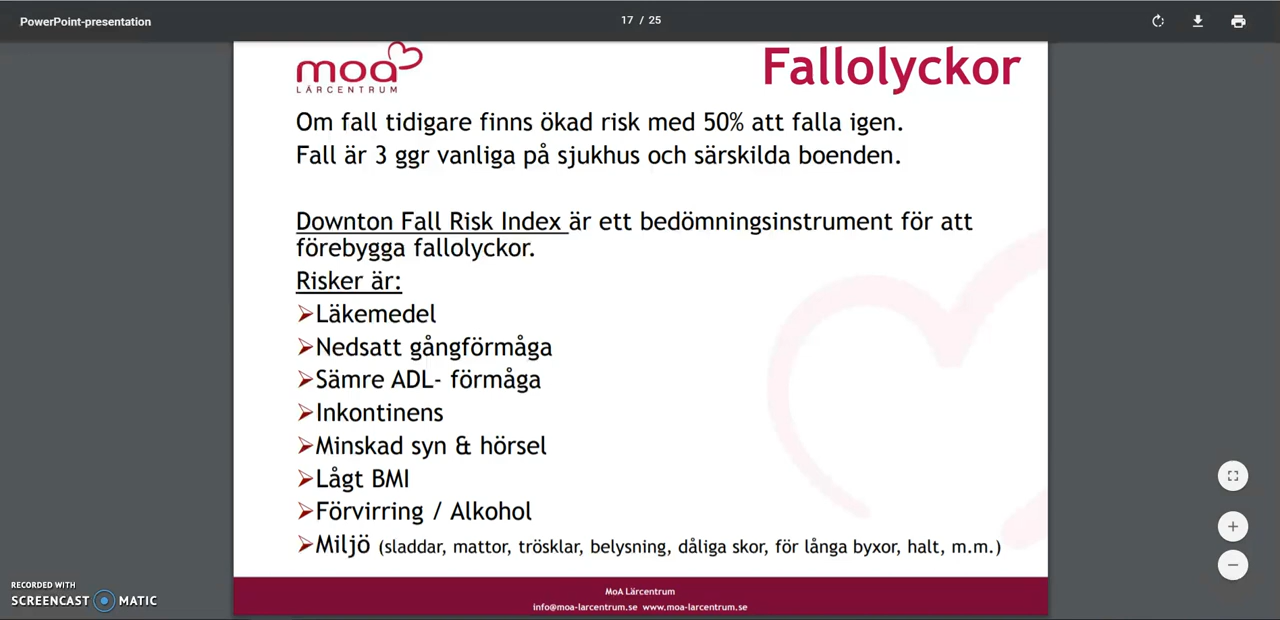 PowerPoint-presentation
17 / 25
moa
LÄRCENTRUM
Fallolyckor
Om fall tidigare finns ökad risk med 50% att falla igen.
Fall är 3 ggr vanliga på sjukhus och särskilda boenden.
Downton Fall Risk Index är ett bedömningsinstrument för att
förebygga fallolyckor.
Risker är:
➢Läkemedel
➢Nedsatt gångförmåga
➢Sämre ADL- förmåga
➢Inkontinens
➢Minskad syn & hörsel
➢Lågt BMI
➢Förvirring / Alkohol
➢Miljö (sladdar, mattor, trösklar, belysning, dåliga skor, för långa byxor, halt, m.m.)
RECORDED WITH
SCREENCAST MATIC
MoA Lärcentrum
info@moa-larcentrum.se www.moa-larcentrum.se